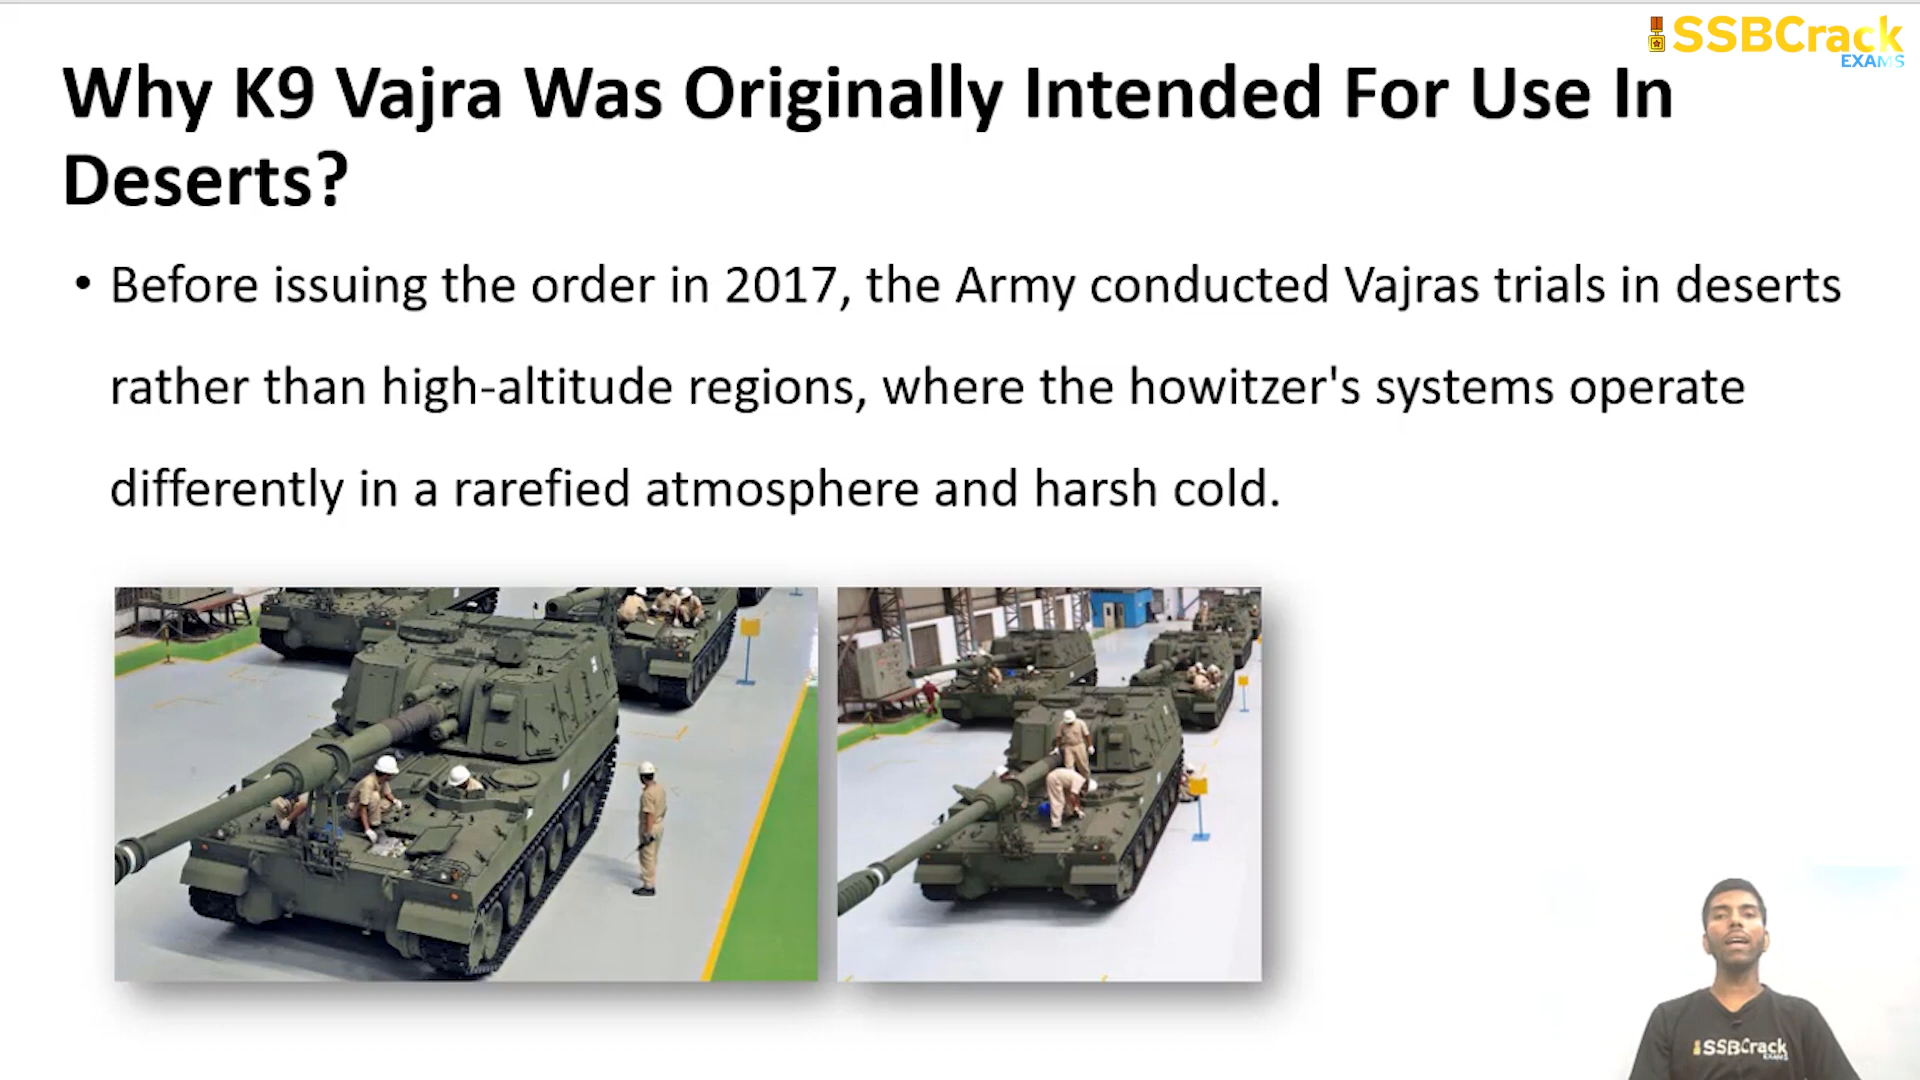 SSBCrack
EXAMS
Why K9 Vajra Was Originally Intended For Use In
Deserts?
• Before issuing the order in 2017, the Army conducted Vajras trials in deserts
rather than high-altitude regions, where the howitzer's systems operate
differently in a rarefied atmosphere and harsh cold.
SSBCrack
EXAMS